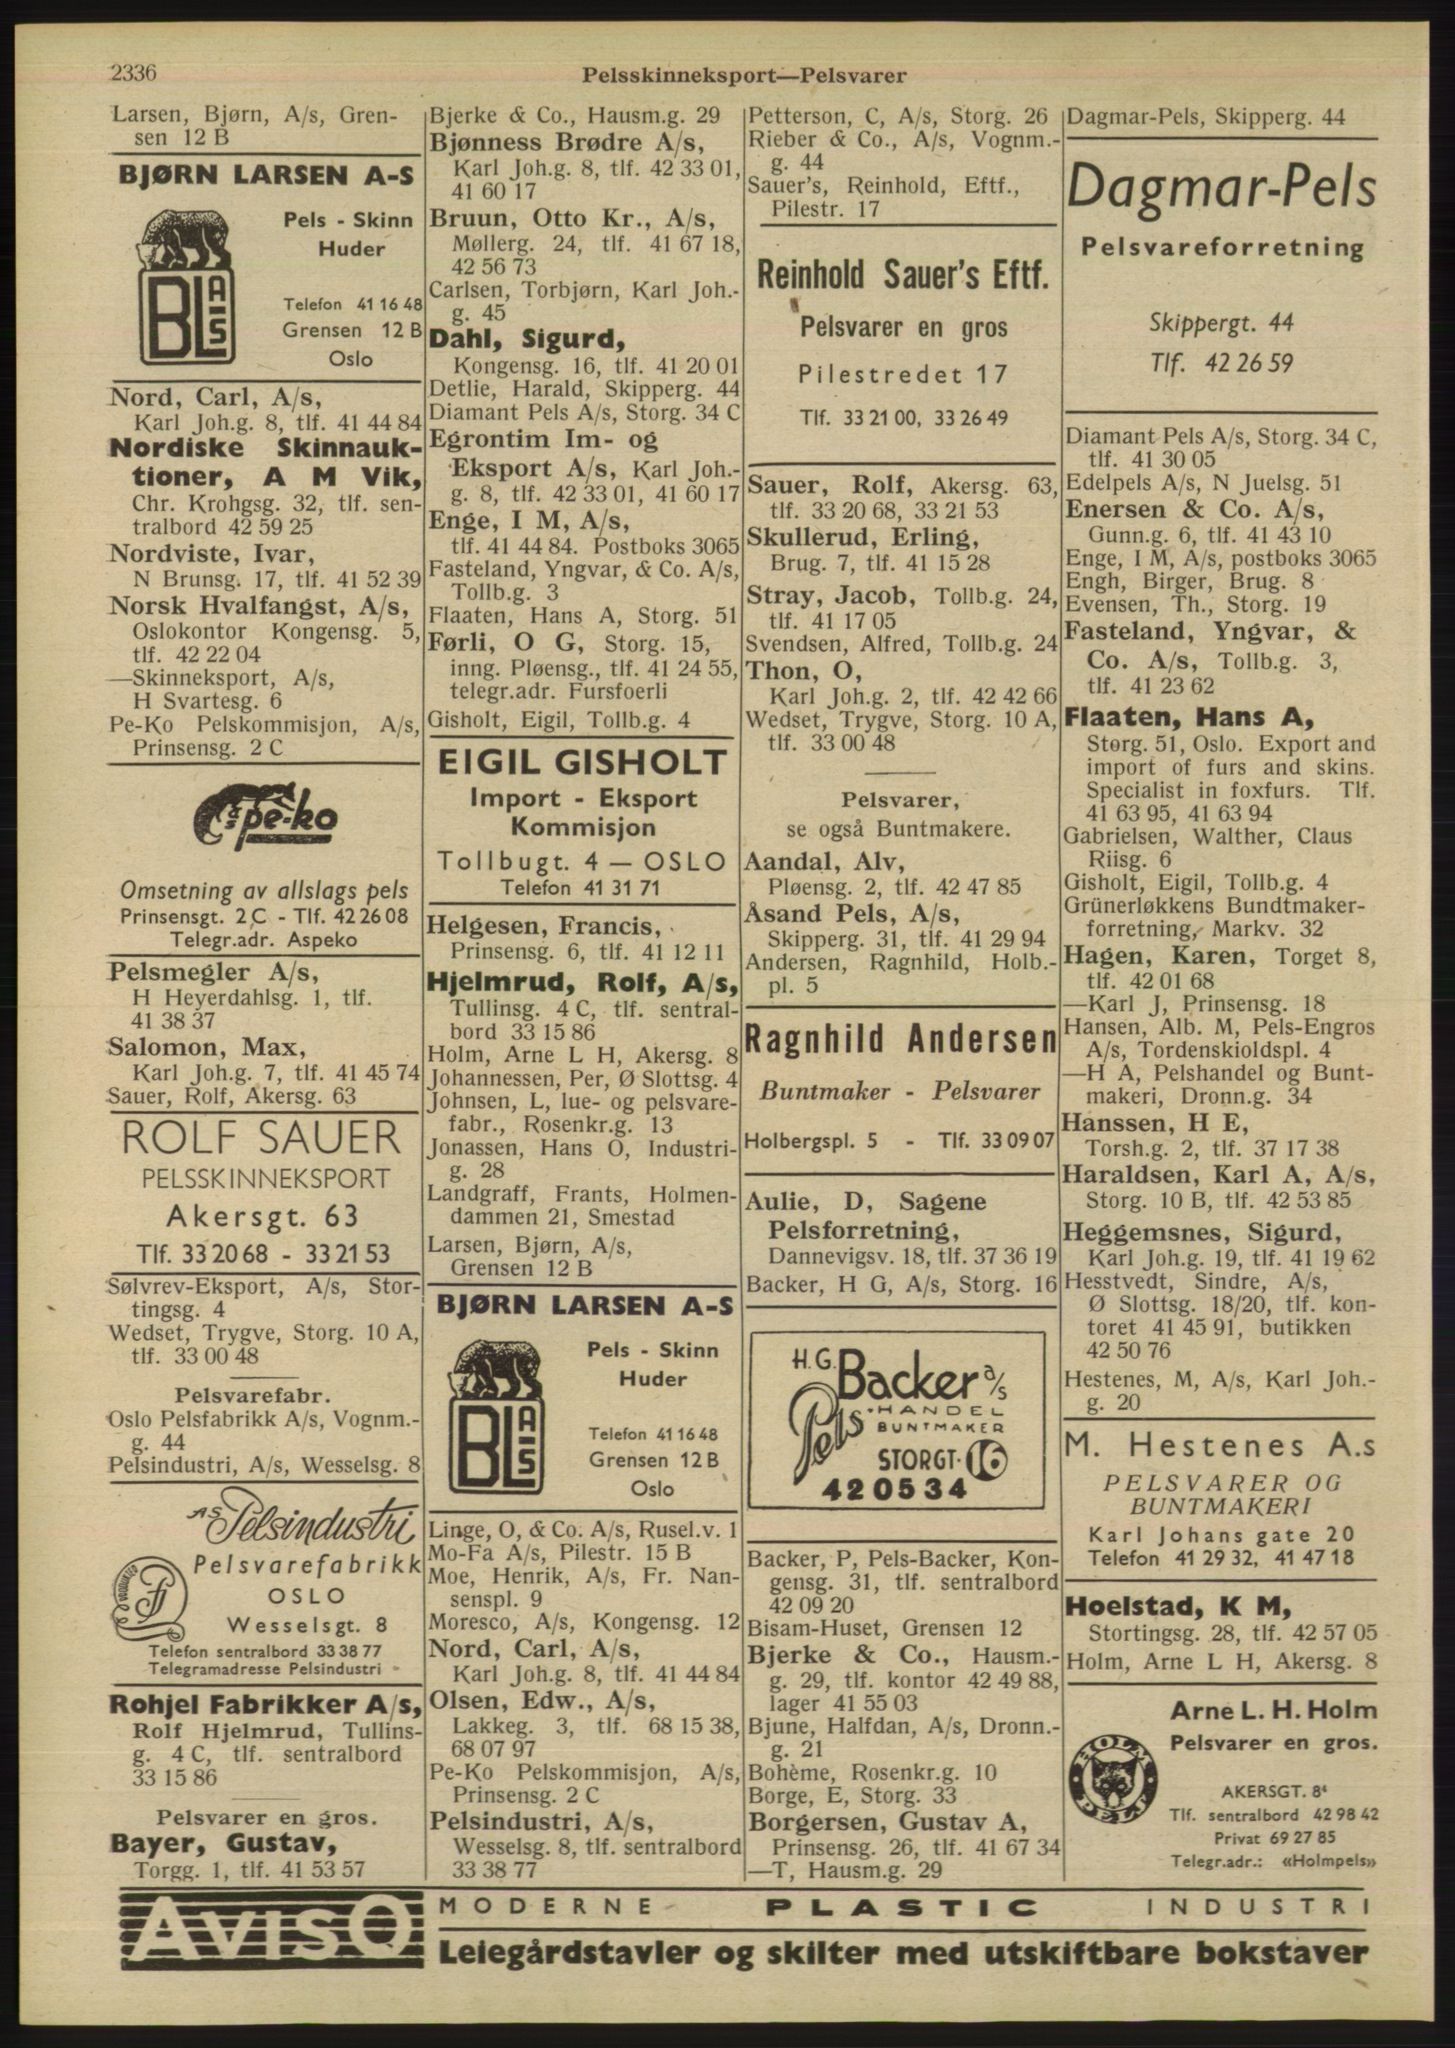 2336
Pelsskinneksport—Pelsvarer
Larsen, Bjørn, A/s, Gren-
sen 12 B
BJØRN LARSEN A-S
Pels - Skinn
Huder
BL A/S
Telefon 41 16 48
Grensen 12 B
Oslo
Nord, Carl, A/s,
Karl Joh.g. 8, tlf. 41 44 84
Nordiske Skinnauk-
tioner, A M Vik,
Chr. Krohgsg. 32, tlf. sen-
tralbord 42 59 25
Nordviste, Ivar,
N Brunsg. 17, tlf. 41 52 39
Norsk Hvalfangst, A/s,
Oslokontor Kongensg. 5,
tlf. 42 22 04
—Skinneksport, A/s,
H Svartesg. 6
Pe-Ko Pelskommisjon, A/s,
Prinsensg. 2 C
A/s pe-ko
Omsetning av allslags pels
Prinsensgt. 2 C - Tlf. 42 26 08
Telegr.adr. Aspeko
Pelsmegler A/s,
H Heyerdahlsg. 1, tlf.
41 38 37
Salomon, Max,
Karl Joh.g. 7, tlf. 41 45 74
Sauer, Rolf, Akersg. 63
ROLF SAUER
PELSSKINNEKSPORT
Akersgt. 63
Tlf. 33 20 68 - 33 21 53
Sølvrev-Eksport, A/s, Stor-
tingsg. 4
Wedset, Trygve, Storg. 10 A,
tlf. 33 00 48
Pelsvarefabr.
Oslo Pelsfabrikk A/s, Vognm.-
g. 44
Pelsindustri, A/s, Wesselsg. 8
AS Pelsindustri
Pelsvarefabrikk
OSLO
Wesselsgt. 8
Telefon sentralbord 33 38 77
Telegramadresse Pelsindustri
Rohjel Fabrikker A/s,
Rolf Hjelmrud, Tullins-
g. 4 C, tlf. sentralbord
33 15 86
Pelsvarer en gros.
Bayer, Gustav,
Torgg. 1, tlf. 41 53 57
Bjerke & Co., Hausm.g. 29
Bjønness Brødre A/s,
Karl Joh.g. 8, tlf. 42 33 01,
41 60 17
Bruun, Otto Kr., A/s,
Møllerg. 24, tlf. 41 67 18,
42 56 73
Carlsen, Torbjørn, Karl Joh.-
g. 45
Dahl, Sigurd,
Kongensg. 16, tlf. 41 20 01
Detlie, Harald, Skipperg. 44
Diamant Pels A/s, Storg. 34 C
Egrontim Im- og
Eksport A/s, Karl Joh.-
g. 8, tlf. 42 33 01, 41 60 17
Enge, I M, A/s,
tlf. 41 44 84. Postboks 3065
Fasteland, Yngvar, & Co. A/s,
Tollb.g. 3
Flaaten, Hans A, Storg. 51
Førli, O G, Storg. 15,
inng. Pløensg., tlf. 41 24 55,
telegr.adr. Fursfoerli
Gisholt, Eigil, Tollb.g. 4
EIGIL GISHOLT
Import - Eksport
Kommisjon
Tollbugt. 4 — OSLO
Telefon 41 31 71
Helgesen, Francis,
Prinsensg. 6, tlf. 41 12 11
Hjelmrud, Rolf, A/s,
Tullinsg. 4 C, tlf. sentral-
bord 33 15 86
Holm, Arne L H, Akersg. 8
Johannessen, Per, Ø Slottsg. 4
Johnsen, L, lue- og pelsvare-
fabr., Rosenkr.g. 13
Jonassen, Hans O, Industri-
g. 28
Landgraff, Frants, Holmen-
dammen 21, Smestad
Larsen, Bjørn, A/s,
Grensen 12 B
BJØRN LARSEN A-S
Pels - Skinn
Huder
BL A/S
Telefon 41 16 48
Grensen 12 B
Oslo
Linge, O, & Co. A/s, Rusel.v. 1
Mo-Fa A/s, Pilestr. 15 B
Moe, Henrik, A/s, Fr. Nan-
senspl. 9
Moresco, A/s, Kongensg. 12
Nord, Carl, A/s,
Karl Joh.g. 8, tlf. 41 44 84
Olsen, Edw., A/s,
Lakkeg. 3, tlf. 68 15 38,
68 07 97
Pe-Ko Pelskommisjon, A/s,
Prinsensg. 2 C
Pelsindustri, A/s,
Wesselsg. 8, tlf. sentralbord
33 38 77
Petterson, C, A/s, Storg. 26
Rieber & Co., A/s, Vognm.-
g. 44
Sauer's, Reinhold, Eftf.,
Pilestr. 17
Reinhold Sauer's Eftf.
Pelsvarer en gros
Pilestredet 17
Tlf. 33 21 00, 33 26 49
Sauer, Rolf, Akersg. 63,
tlf. 33 20 68, 33 21 53
Skullerud, Erling,
Brug. 7, tlf. 41 15 28
Stray, Jacob, Tollb.g. 24,
tlf. 41 17 05
Svendsen, Alfred, Tollb.g. 24
Thon, O,
Karl Joh.g. 2, tlf. 42 42 66
Wedset, Trygve, Storg. 10 A,
tlf. 33 00 48
Pelsvarer,
se også Buntmakere.
Aandal, Alv,
Pløensg. 2, tlf. 42 47 85
Åsand Pels, A/s,
Skipperg. 31, tlf. 41 29 94
Andersen, Ragnhild, Holb.-
pl. 5
Ragnhild Andersen
Buntmaker - Pelsvarer
Holbergspl. 5 - Tlf. 33 09 07
Aulie, D, Sagene
Pelsforretning,
Dannevigsv. 18, tlf. 37 36 19
Backer, H G, A/s, Storg. 16
H.G. Backer a/s
Pels HANDEL
BUNTMAKER
STORGT. 16
420534
Backer, P, Pels-Backer, Kon-
gensg. 31, tlf. sentralbord
42 09 20
Bisam-Huset, Grensen 12
Bjerke & Co., Hausm.-
g. 29, tlf. kontor 42 49 88,
lager 41 55 03
Bjune, Halfdan, A/s, Dronn.-
g. 21
Bohème, Rosenkr.g. 10
Borge, E, Storg. 33
Borgersen, Gustav A,
Prinsensg. 26, tlf. 41 67 34
—T, Hausm.g. 29
Dagmar-Pels, Skipperg. 44
Dagmar-Pels
Pelsvareforretning
Skippergt. 44
Tlf. 42 26 59
Diamant Pels A/s, Storg. 34 C,
tlf. 41 30 05
Edelpels A/s, N Juelsg. 51
Enersen & Co. A/s,
Gunn.g. 6, tlf. 41 43 10
Enge, I M, A/s, postboks 3065
Engh, Birger, Brug. 8
Evensen, Th., Storg. 19
Fasteland, Yngvar, &
Co. A/s, Tollb.g. 3,
tlf. 41 23 62
Flaaten, Hans A,
Storg. 51, Oslo. Export and
import of furs and skins.
Specialist in foxfurs. Tlf.
41 63 95, 41 63 94
Gabrielsen, Walther, Claus
Riisg. 6
Gisholt, Eigil, Tollb.g. 4
Grünerløkkens Bundtmaker-
forretning, Markv. 32
Hagen, Karen, Torget 8,
tlf. 42 01 68
—Karl J, Prinsensg. 18
Hansen, Alb. M, Pels-Engros
A/s, Tordenskioldspl. 4
—H A, Pelshandel og Bunt-
makeri, Dronn.g. 34
Hanssen, H E,
Torsh.g. 2, tlf. 37 17 38
Haraldsen, Karl A, A/s,
Storg. 10 B, tlf. 42 53 85
Heggemsnes, Sigurd,
Karl Joh.g. 19, tlf. 41 19 62
Hesstvedt, Sindre, A/s,
Ø Slottsg. 18/20, tlf. kon-
toret 41 45 91, butikken
42 50 76
Hestenes, M, A/s, Karl Joh.-
g. 20
M. Hestenes A.s
PELSVARER OG
BUNTMAKERI
Karl Johans gate 20
Telefon 41 29 32, 41 47 18
Hoelstad, K M,
Stortingsg. 28, tlf. 42 57 05
Holm, Arne L H, Akersg. 8
Arne L. H. Holm
Pelsvarer en gros.
HOLM
AKERSGT. 8⁴
Tlf. sentralbord 42 98 42
Privat 69 27 85
Telegr.adr.: «Holmpels»
AVISO
MODERNE PLASTIC INDUSTRI
Leiegårdstavler og skilter med utskiftbare bokstaver